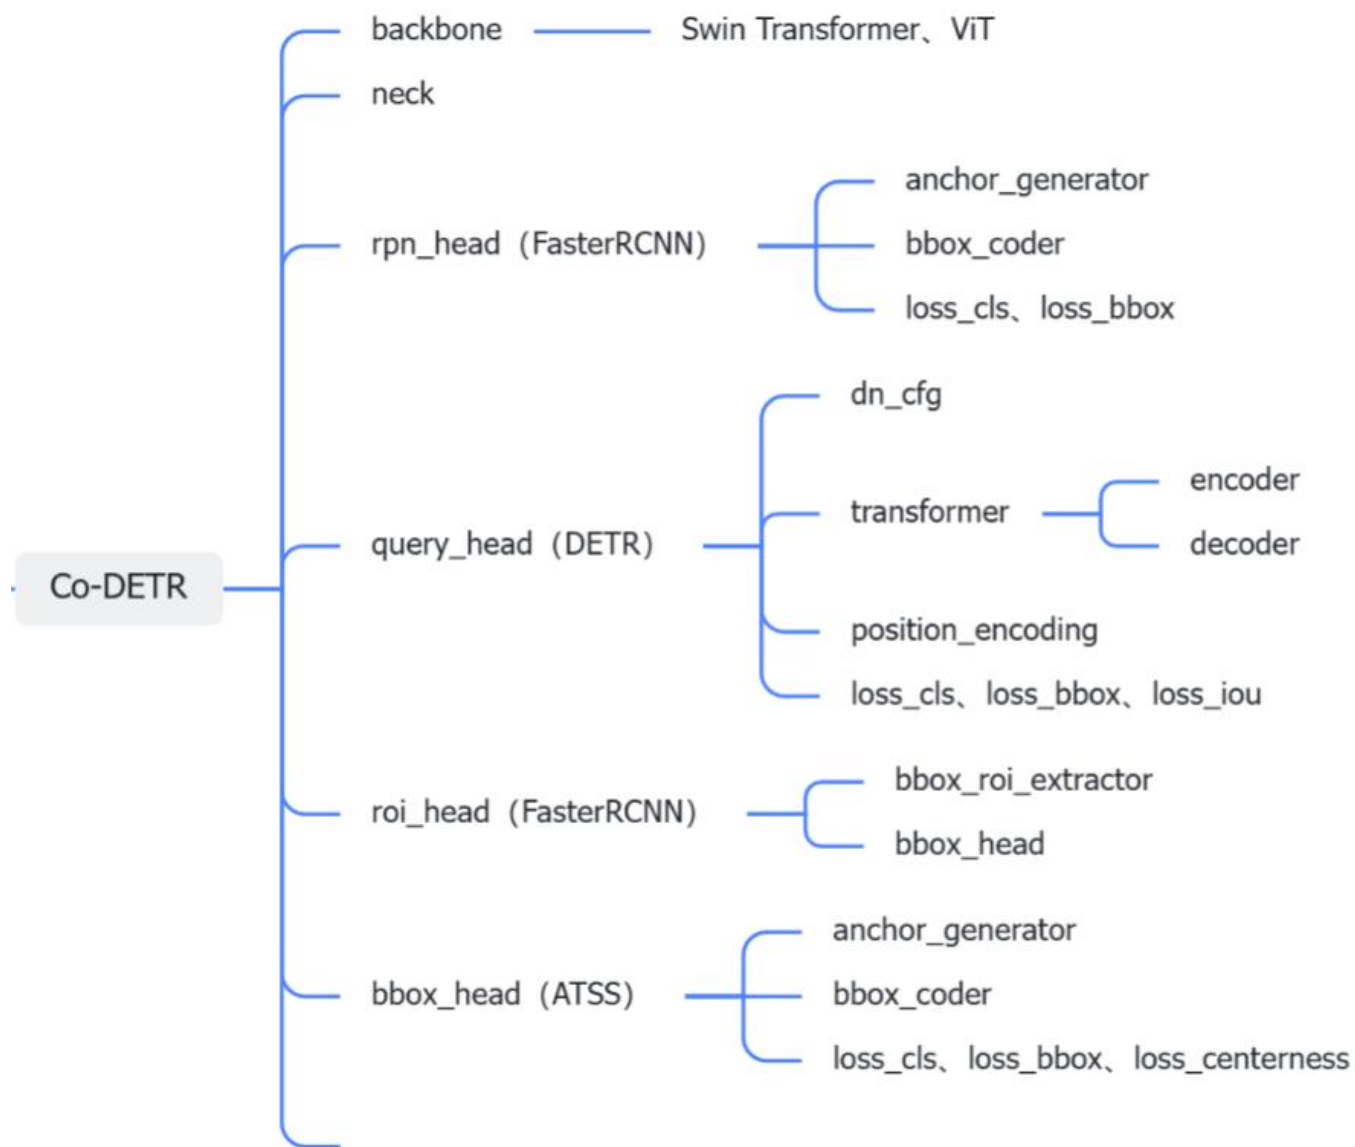 backbone
Swin Transformer、ViT
neck
rpn_head（FasterRCNN）
anchor_generator
bbox_coder
loss_cls、loss_bbox
query_head（DETR）
dn_cfg
transformer
encoder
decoder
position_encoding
loss_cls、loss_bbox、loss_iou
Co-DETR
roi_head（FasterRCNN）
bbox_roi_extractor
bbox_head
bbox_head（ATSS）
anchor_generator
bbox_coder
loss_cls、loss_bbox、loss_centerness